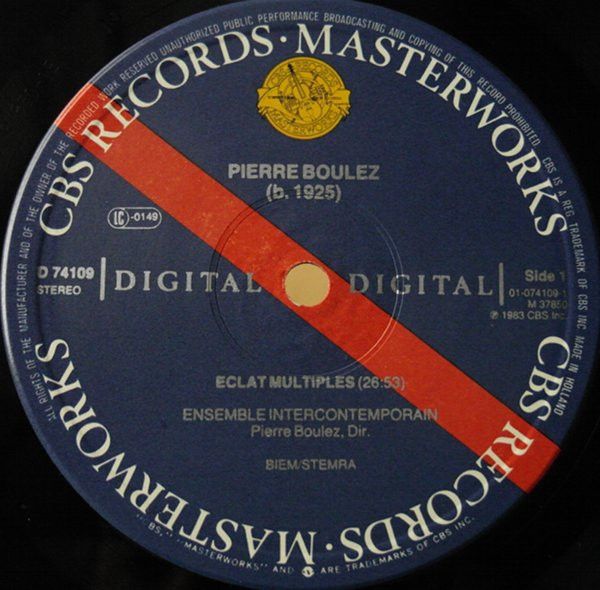 ALL RIGHTS OF THE MANUFACTURER AND OF THE OWNER OF THE RECORDED WORK RESERVED UNAUTHORIZED PUBLIC PERFORMANCE BROADCASTING AND COPYING OF THIS RECORD PROHIBITED CBS IS A REG. TRADEMARK OF CBS INC MADE IN HOLLAND
CBS RECORDS · MASTERWORKS
MASTERWORKS
PIERRE BOULEZ
(b. 1925)
LC -0149
D 74109
STEREO
DIGITAL
DIGITAL
Side 1
01-074109-1
M 37850
℗ 1983 CBS Inc.
ECLAT MULTIPLES (26:53)
ENSEMBLE INTERCONTEMPORAIN
Pierre Boulez, Dir.
BIEM/STEMRA
CBS RECORDS · MASTERWORKS
BS, "MASTERWORKS" AND ARE TRADEMARKS OF CBS INC.